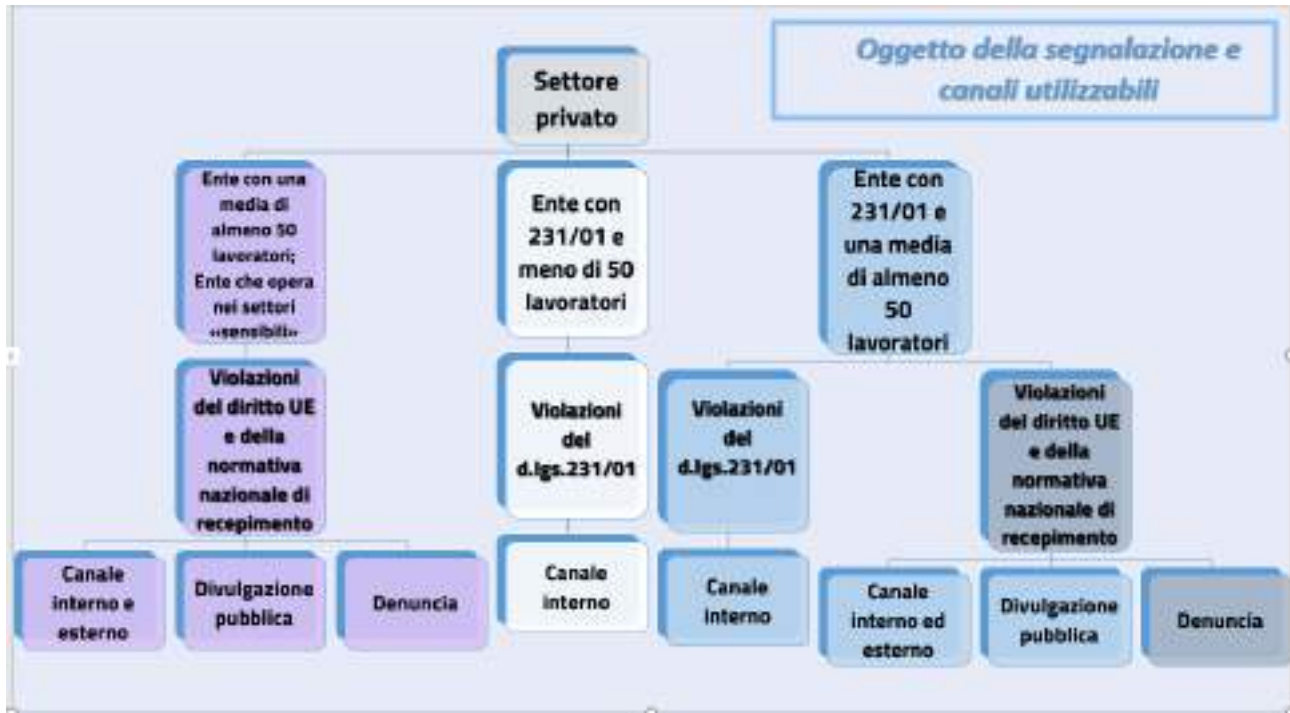 Oggetto della segnalazione e
canali utilizzabili
Settore
privato
Ente con una
media di
almeno 50
lavoratori;
Ente che opera
nei settori
«sensibili»
Ente con
231/01 e
meno di 50
lavoratori
Ente con
231/01 e
una media
di almeno
50
lavoratori
Violazioni
del diritto UE
e della
normativa
nazionale di
recepimento
Violazioni
del
d.lgs.231/01
Violazioni
del
d.lgs.231/01
Violazioni
del diritto UE
e della
normativa
nazionale di
recepimento
Canale
interno e
esterno
Divulgazione
pubblica
Denuncia
Canale
interno
Canale
interno
Canale
interno ed
esterno
Divulgazione
pubblica
Denuncia